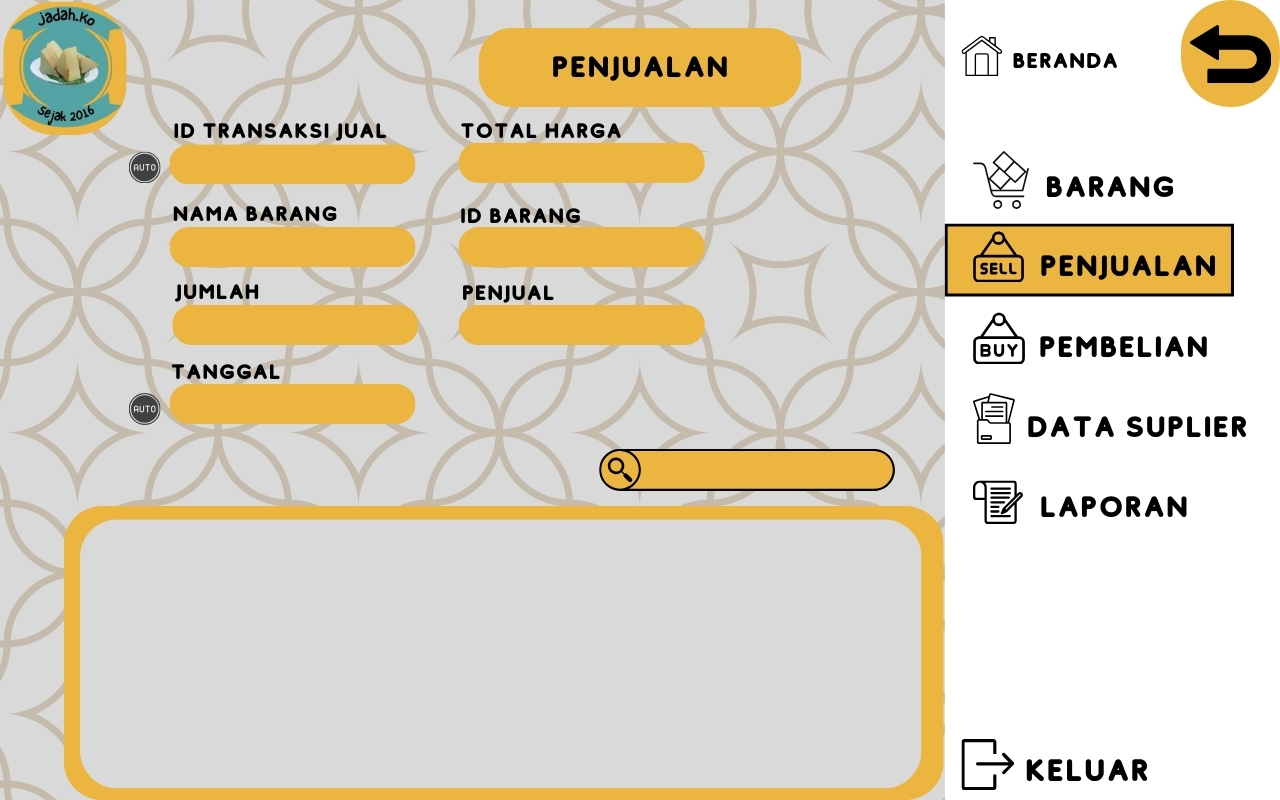 Jadah.Ko
Sejak 2016
PENJUALAN
ID TRANSAKSI JUAL
AUTO
TOTAL HARGA
NAMA BARANG
ID BARANG
JUMLAH
PENJUAL
TANGGAL
AUTO
BERANDA
BARANG
SELL
PENJUALAN
BUY
PEMBELIAN
DATA SUPLIER
LAPORAN
KELUAR